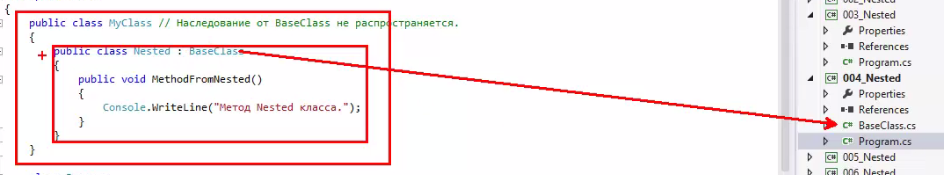 {
public class MyClass // Наследование от BaseClass не распространяется.
{
public class Nested : BaseClass
{
public void MethodFromNested()
{
Console.WriteLine("Метод Nested класса.");
}
}
}
003_Nested
Properties
References
Program.cs
004_Nested
Properties
References
BaseClass.cs
Program.cs
005_Nested
006_Nested